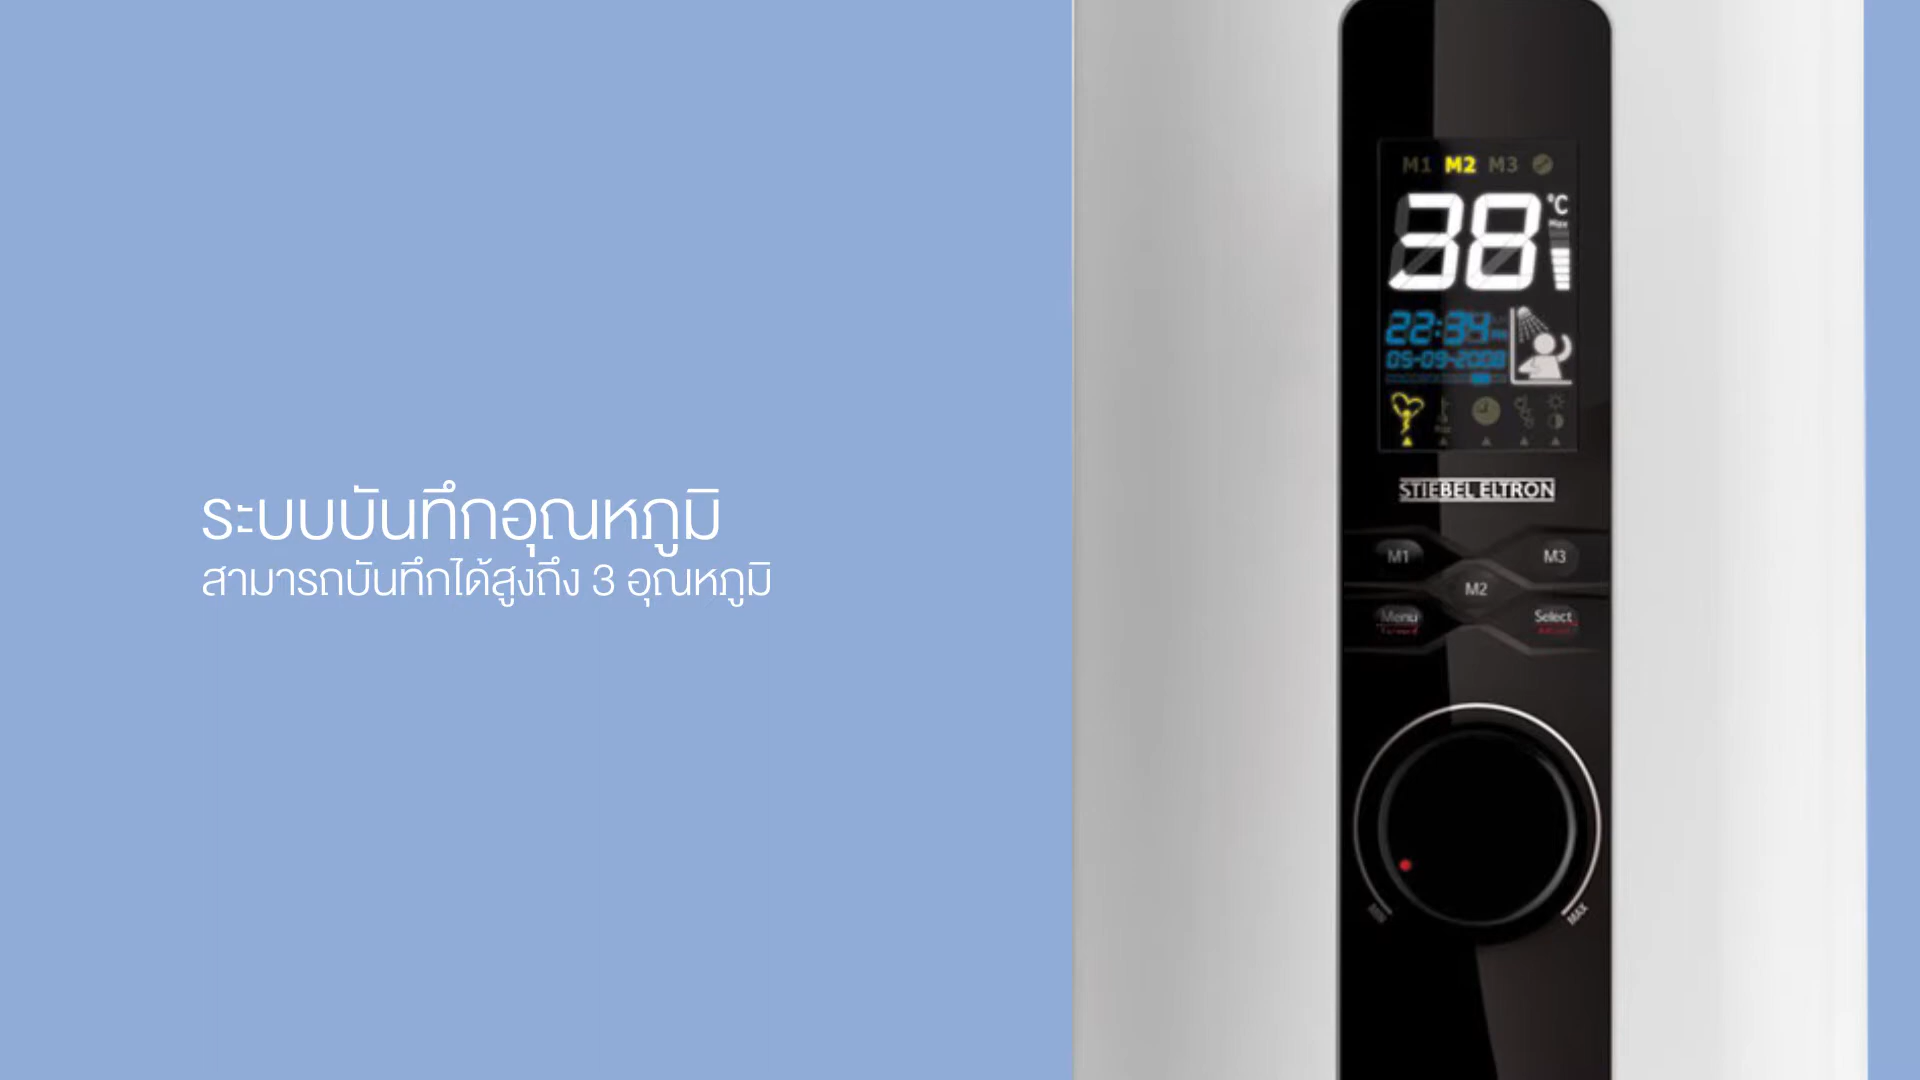 ระบบบันทึกอุณหภูมิ
สามารถบันทึกได้สูงถึง 3 อุณหภูมิ
M1 M2 M3
38 °C
Max
22:34
05-09-2008
STIEBEL ELTRON
M1 M3
M2
Menu Select
MIN MAX